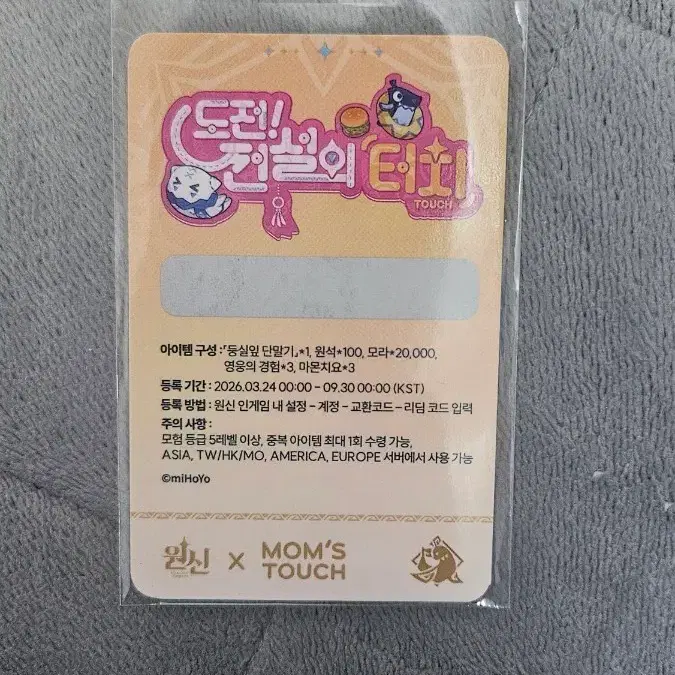 도전!
전설의 터치
TOUCH
아이템 구성 : 「둥실잎 단말기」*1, 원석*100, 모라*20,000,
영웅의 경험*3, 마몬치요*3
등록 기간 : 2026.03.24 00:00 - 09.30 00:00 (KST)
등록 방법 : 원신 인게임 내 설정 - 계정 - 교환코드 - 리딤 코드 입력
주의 사항 :
모험 등급 5레벨 이상, 중복 아이템 최대 1회 수령 가능,
ASIA, TW/HK/MO, AMERICA, EUROPE 서버에서 사용 가능
©miHoYo
원신 X MOM'S TOUCH